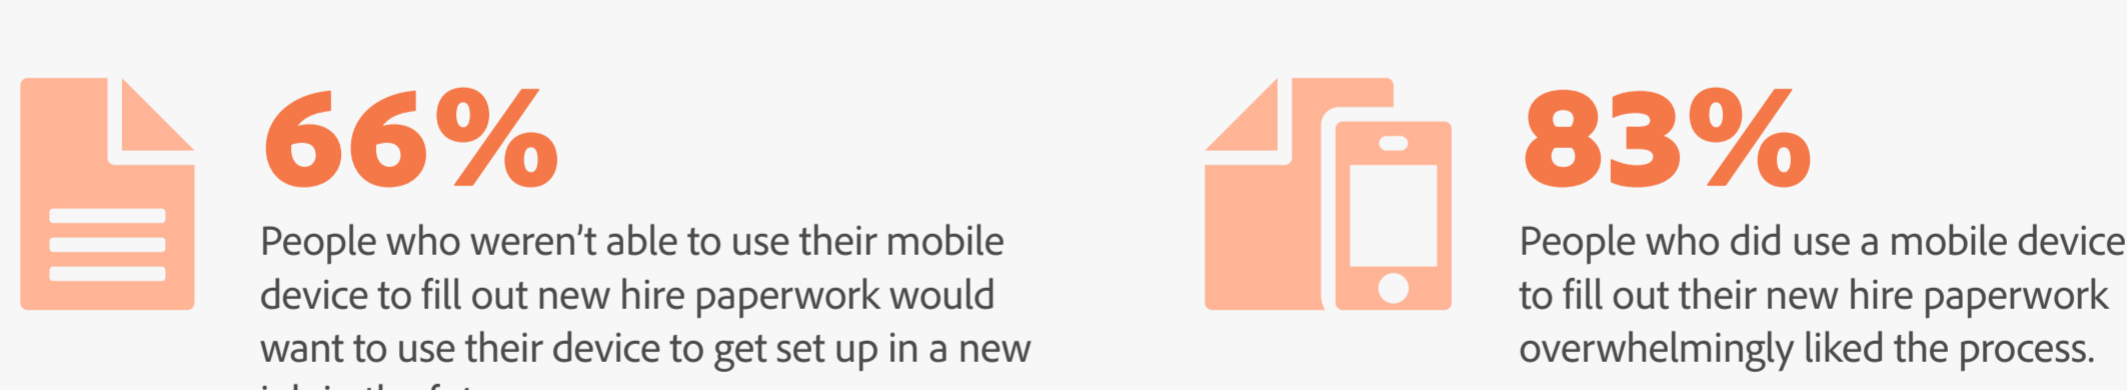 66%
People who weren’t able to use their mobile
device to fill out new hire paperwork would
want to use their device to get set up in a new
83%
People who did use a mobile device
to fill out their new hire paperwork
overwhelmingly liked the process.